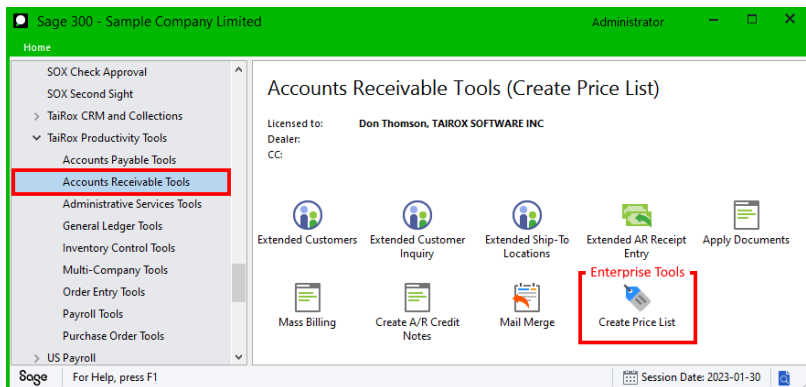 Sage 300 - Sample Company Limited
Administrator
Home
SOX Check Approval
SOX Second Sight
TaiRox CRM and Collections
TaiRox Productivity Tools
Accounts Payable Tools
Accounts Receivable Tools
Administrative Services Tools
General Ledger Tools
Inventory Control Tools
Multi-Company Tools
Order Entry Tools
Payroll Tools
Purchase Order Tools
US Payroll
Accounts Receivable Tools (Create Price List)
Licensed to: Don Thomson, TAIROX SOFTWARE INC
Dealer:
CC:
Extended Customers
Extended Customer
Inquiry
Extended Ship-To
Locations
Extended AR Receipt
Entry
Apply Documents
Enterprise Tools
Mass Billing
Create A/R Credit
Notes
Mail Merge
Create Price List
Sage
For Help, press F1
Session Date: 2023-01-30